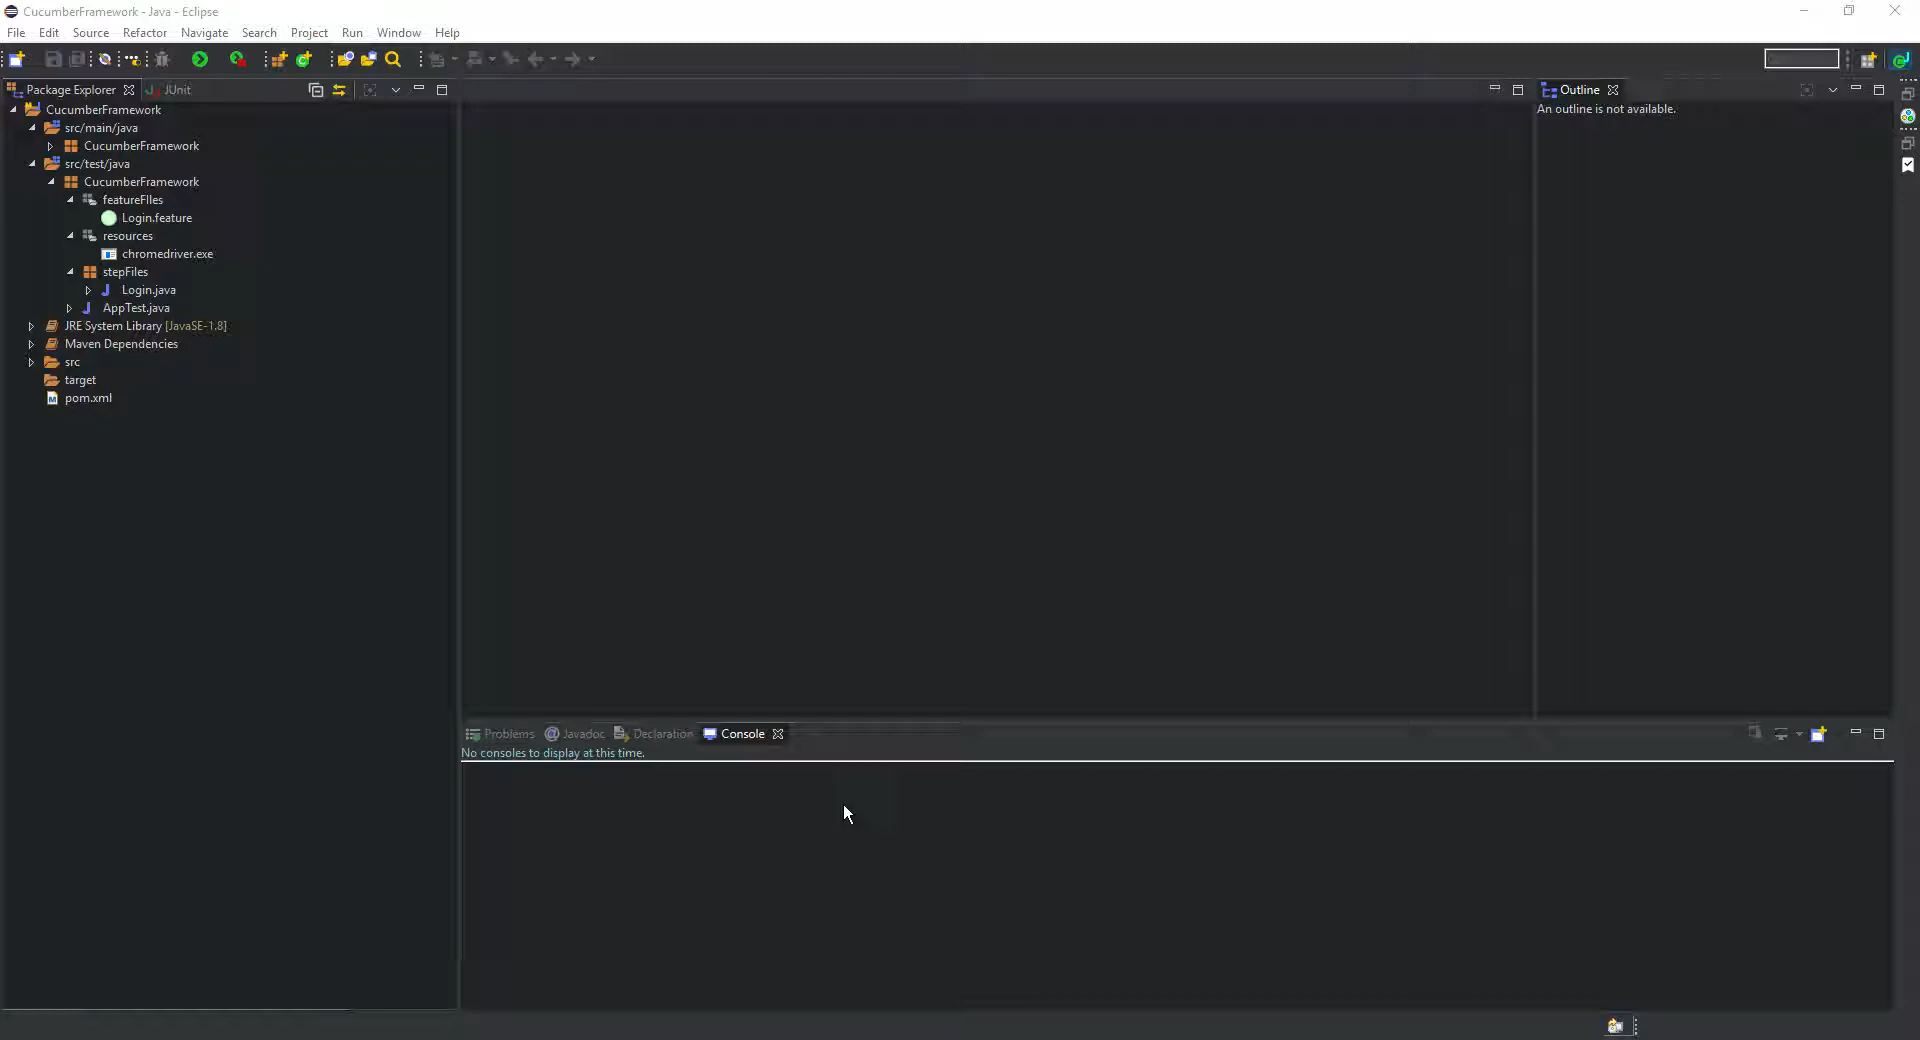 CucumberFramework - Java - Eclipse
File Edit Source Refactor Navigate Search Project Run Window Help
Package Explorer JUnit
Outline
An outline is not available.
CucumberFramework
src/main/java
CucumberFramework
src/test/java
CucumberFramework
featureFIles
Login.feature
resources
chromedriver.exe
stepFiles
Login.java
AppTest.java
JRE System Library [JavaSE-1.8]
Maven Dependencies
src
target
pom.xml
Problems Javadoc Declaration Console
No consoles to display at this time.